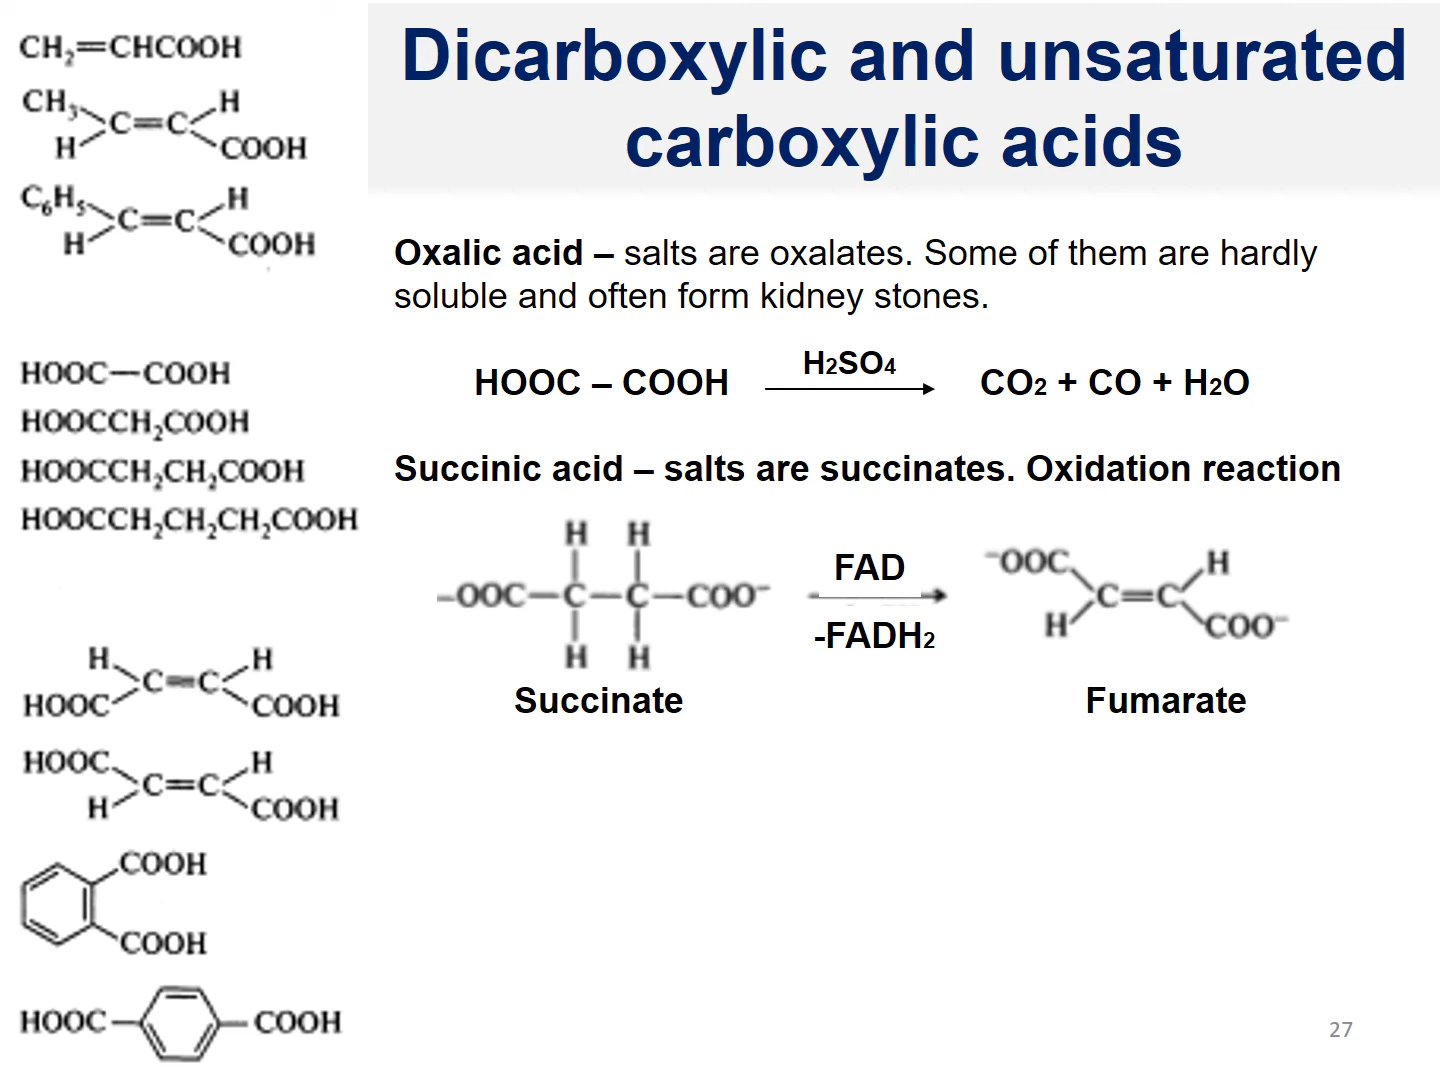 Dicarboxylic and unsaturated
carboxylic acids
CH₂=CHCOOH
CH₃ H
C=C
H COOH
C₆H₅ H
C=C
H COOH
HOOC—COOH
HOOCCH₂COOH
HOOCCH₂CH₂COOH
HOOCCH₂CH₂CH₂COOH
H H
C=C
HOOC COOH
HOOC H
C=C
H COOH
COOH
COOH
HOOC COOH
Oxalic acid – salts are oxalates. Some of them are hardly
soluble and often form kidney stones.
H₂SO₄
HOOC – COOH CO₂ + CO + H₂O
Succinic acid – salts are succinates. Oxidation reaction
H H
–OOC—C—C—COO⁻
H H
FAD
-FADH₂
⁻OOC H
C=C
H COO⁻
Succinate Fumarate
27